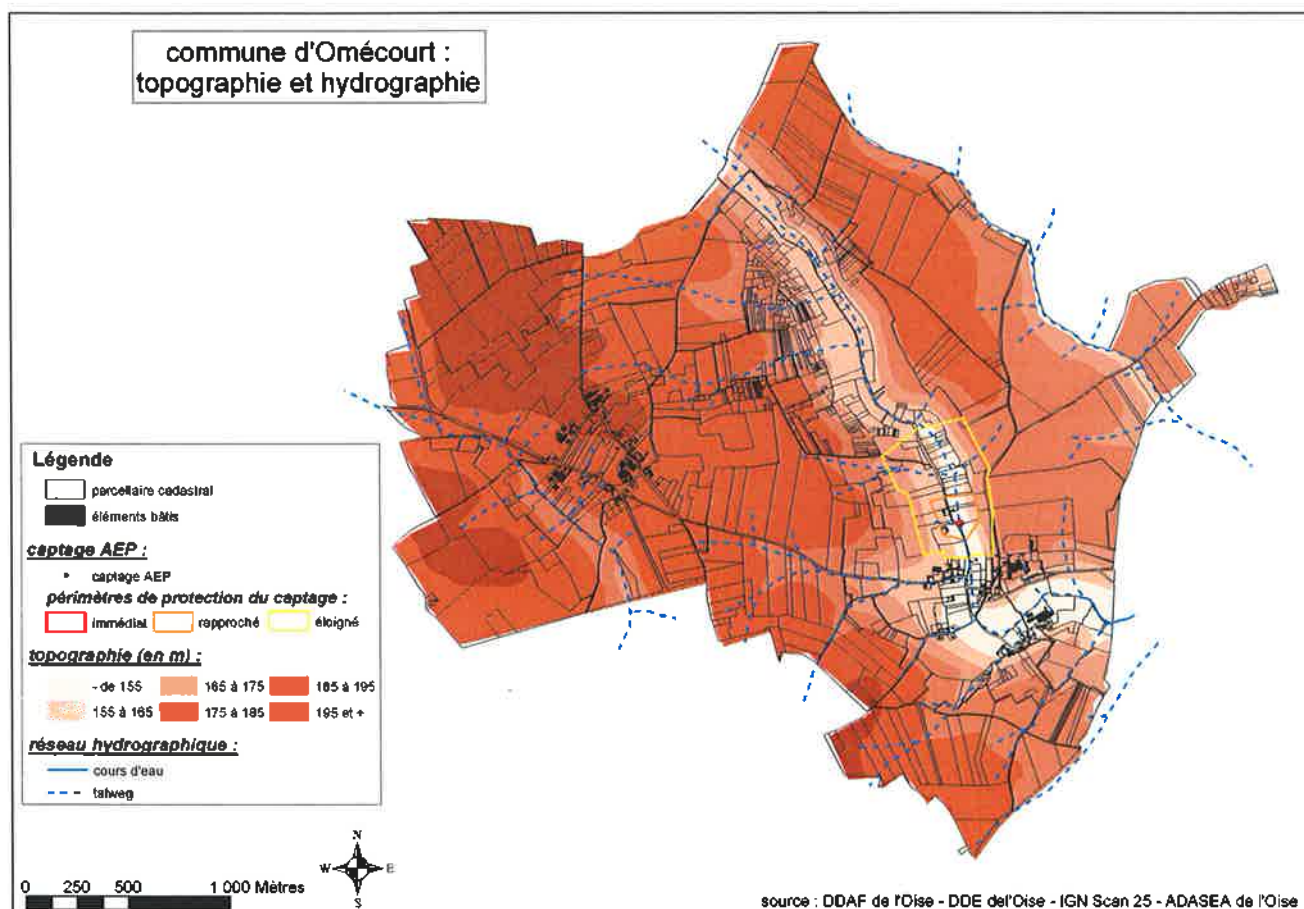 commune d'Omécourt :
topographie et hydrographie
Légende
parcellaire cadastral
éléments bâtis
captage AEP :
captage AEP
périmètres de protection du captage :
immédiat rapproché éloigné
topographie (en m) :
- de 155 165 à 175 185 à 195
155 à 165 175 à 185 195 et +
réseau hydrographique :
cours d'eau
talweg
N
W E
S
0 250 500 1 000 Mètres
source : DDAF de l'Oise - DDE del'Oise - IGN Scan 25 - ADASEA de l'Oise